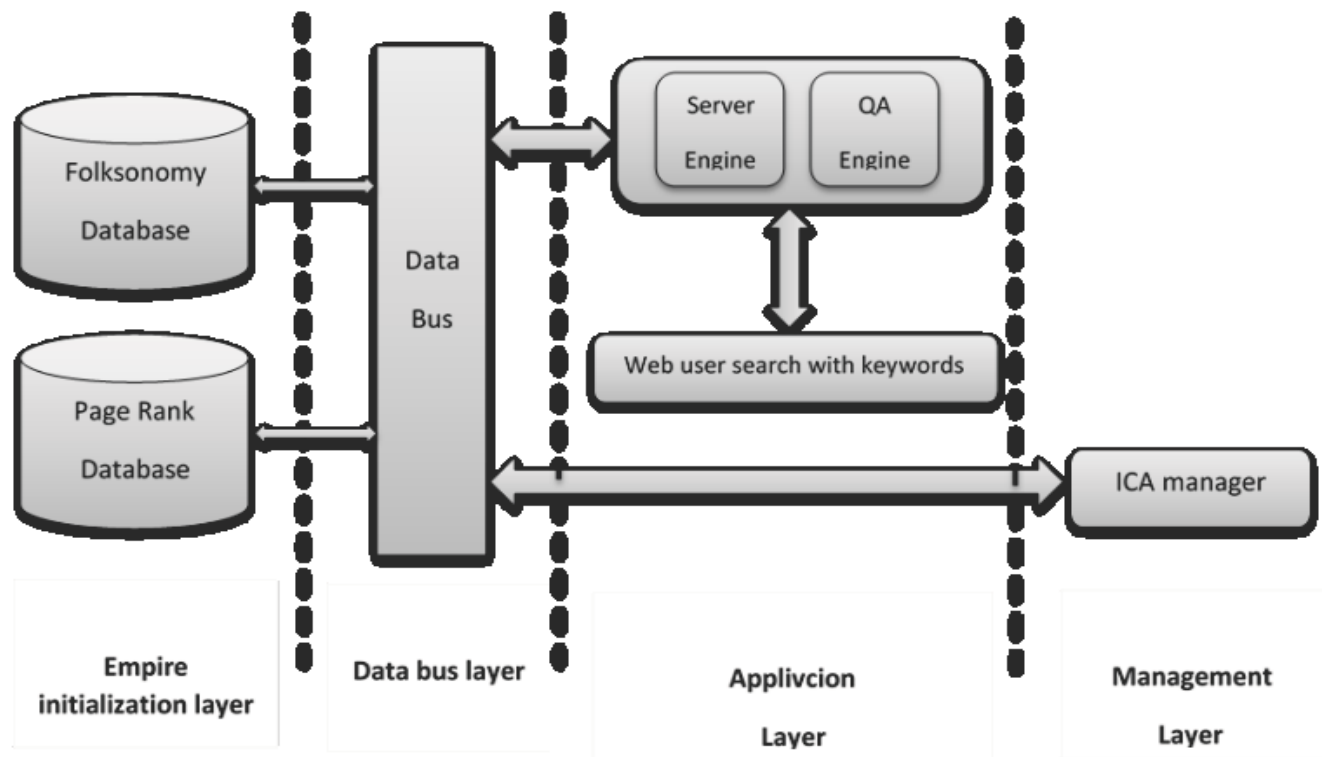 Folksonomy
Database
Page Rank
Database
Data
Bus
Server
Engine
QA
Engine
Web user search with keywords
ICA manager
Empire
initialization layer
Data bus layer
Applivcion
Layer
Management
Layer